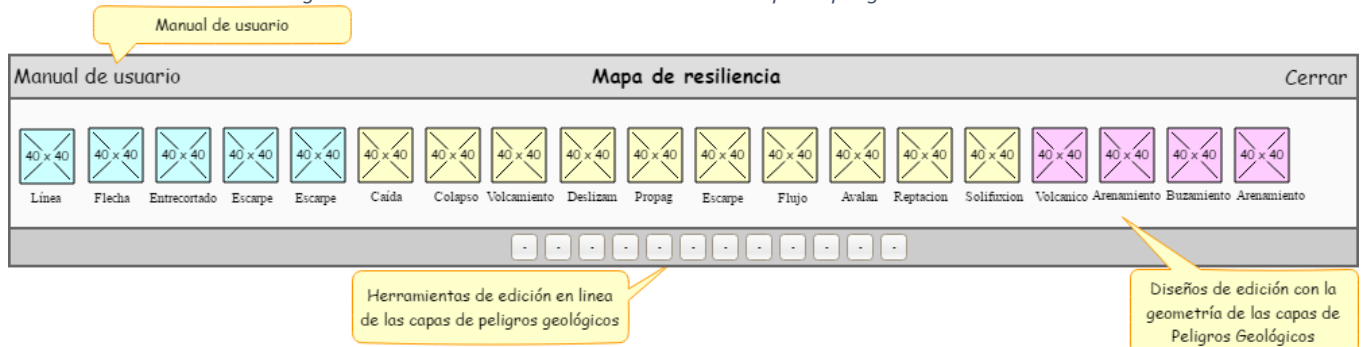 Manual de usuario
Manual de usuario Mapa de resiliencia Cerrar
40 x 40 40 x 40 40 x 40 40 x 40 40 x 40 40 x 40 40 x 40 40 x 40 40 x 40 40 x 40 40 x 40 40 x 40 40 x 40 40 x 40 40 x 40 40 x 40 40 x 40 40 x 40 40 x 40
Línea Flecha Entrecortado Escarpe Escarpe Caída Colapso Volcamiento Deslizam Propag Escarpe Flujo Avalan Reptacion Solifuxion Volcanico Arenamiento Buzamiento Arenamiento
- - - - - - - - - - - -
Herramientas de edición en linea
de las capas de peligros geológicos
Diseños de edición con la
geometría de las capas de
Peligros Geológicos